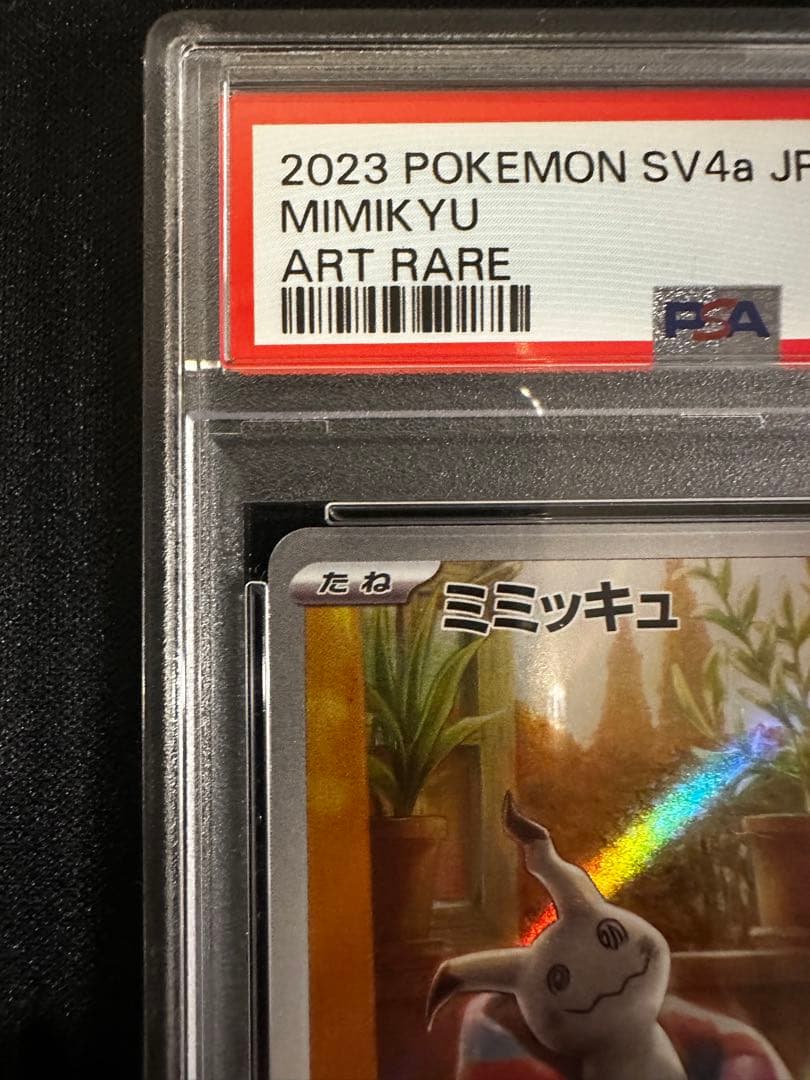 2023 POKEMON SV4a JP
MIMIKYU
ART RARE
PSA
たね
ミミッキュ